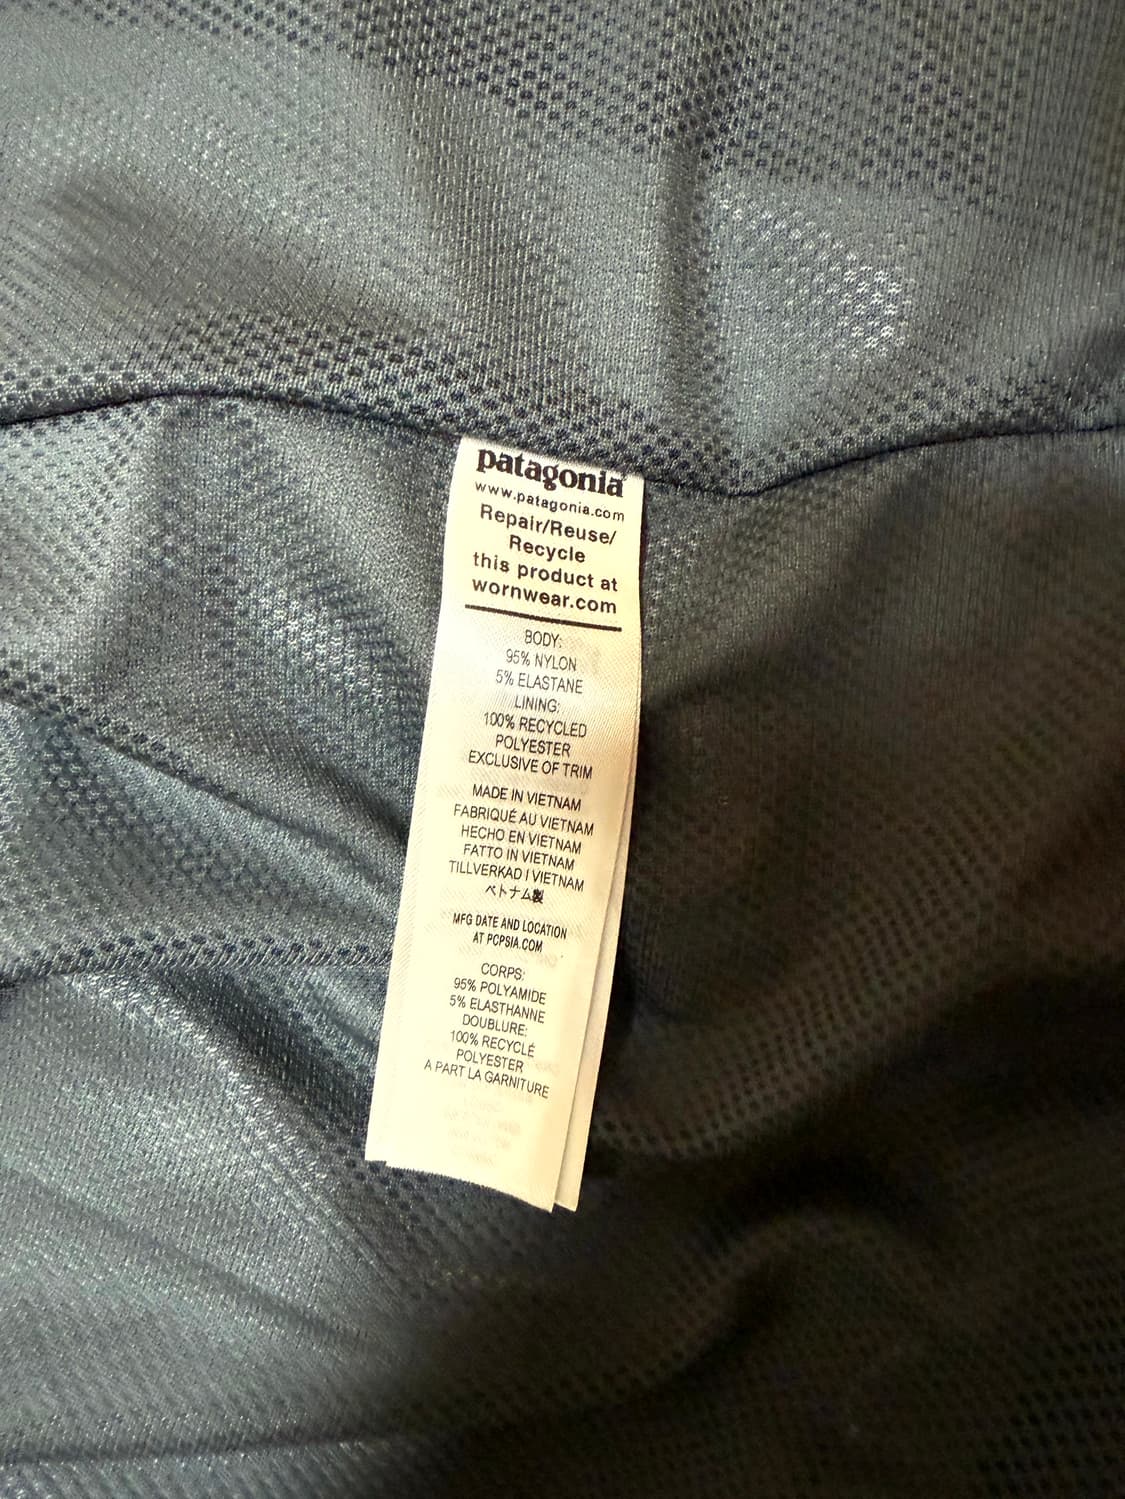 patagonia
www.patagonia.com
Repair/Reuse/
Recycle
this product at
wornwear.com
BODY:
95% NYLON
5% ELASTANE
LINING:
100% RECYCLED
POLYESTER
EXCLUSIVE OF TRIM
MADE IN VIETNAM
FABRIQUÉ AU VIETNAM
HECHO EN VIETNAM
FATTO IN VIETNAM
TILLVERKAD I VIETNAM
ベトナム製
MFG DATE AND LOCATION
AT PCPSIA.COM
CORPS:
95% POLYAMIDE
5% ELASTHANNE
DOUBLURE:
100% RECYCLÉ
POLYESTER
A PART LA GARNITURE